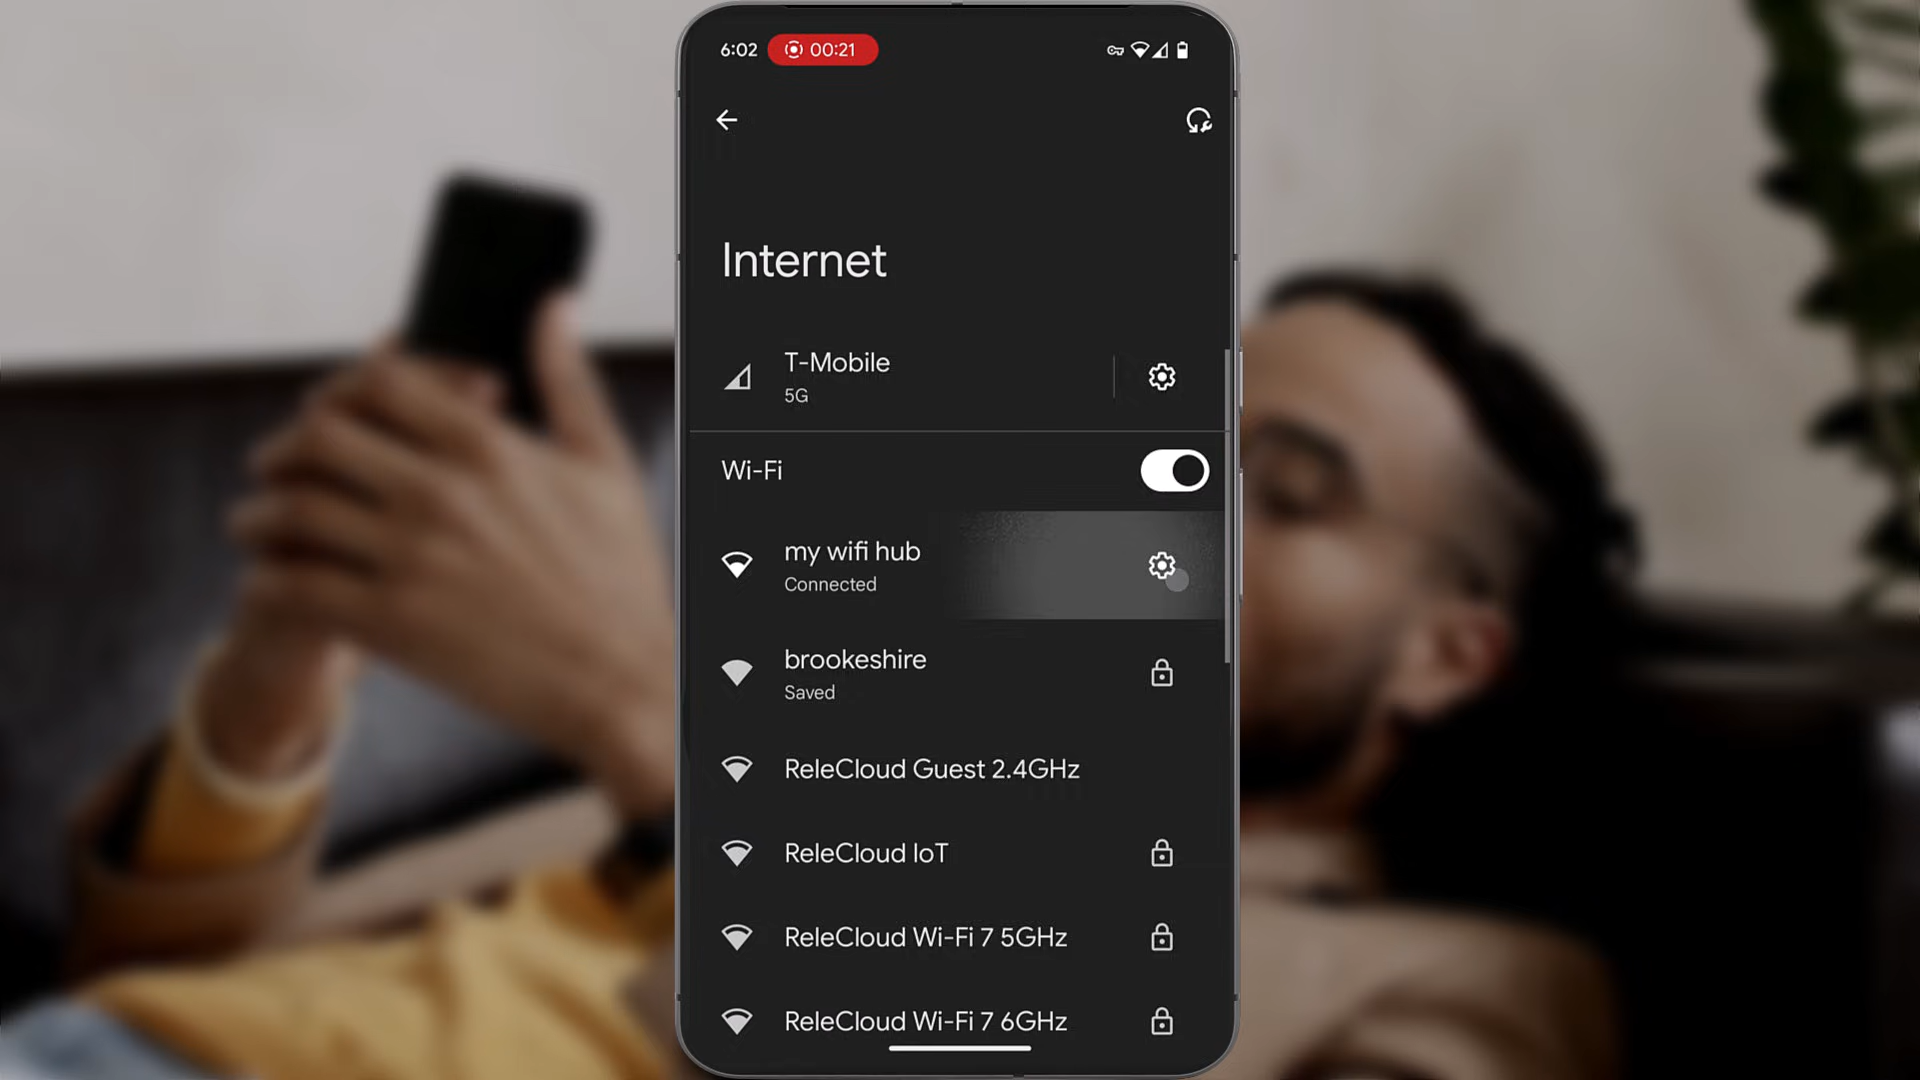 6:02 00:21
Internet
T-Mobile
5G
Wi-Fi
my wifi hub
Connected
brookeshire
Saved
ReleCloud Guest 2.4GHz
ReleCloud IoT
ReleCloud Wi-Fi 7 5GHz
ReleCloud Wi-Fi 7 6GHz